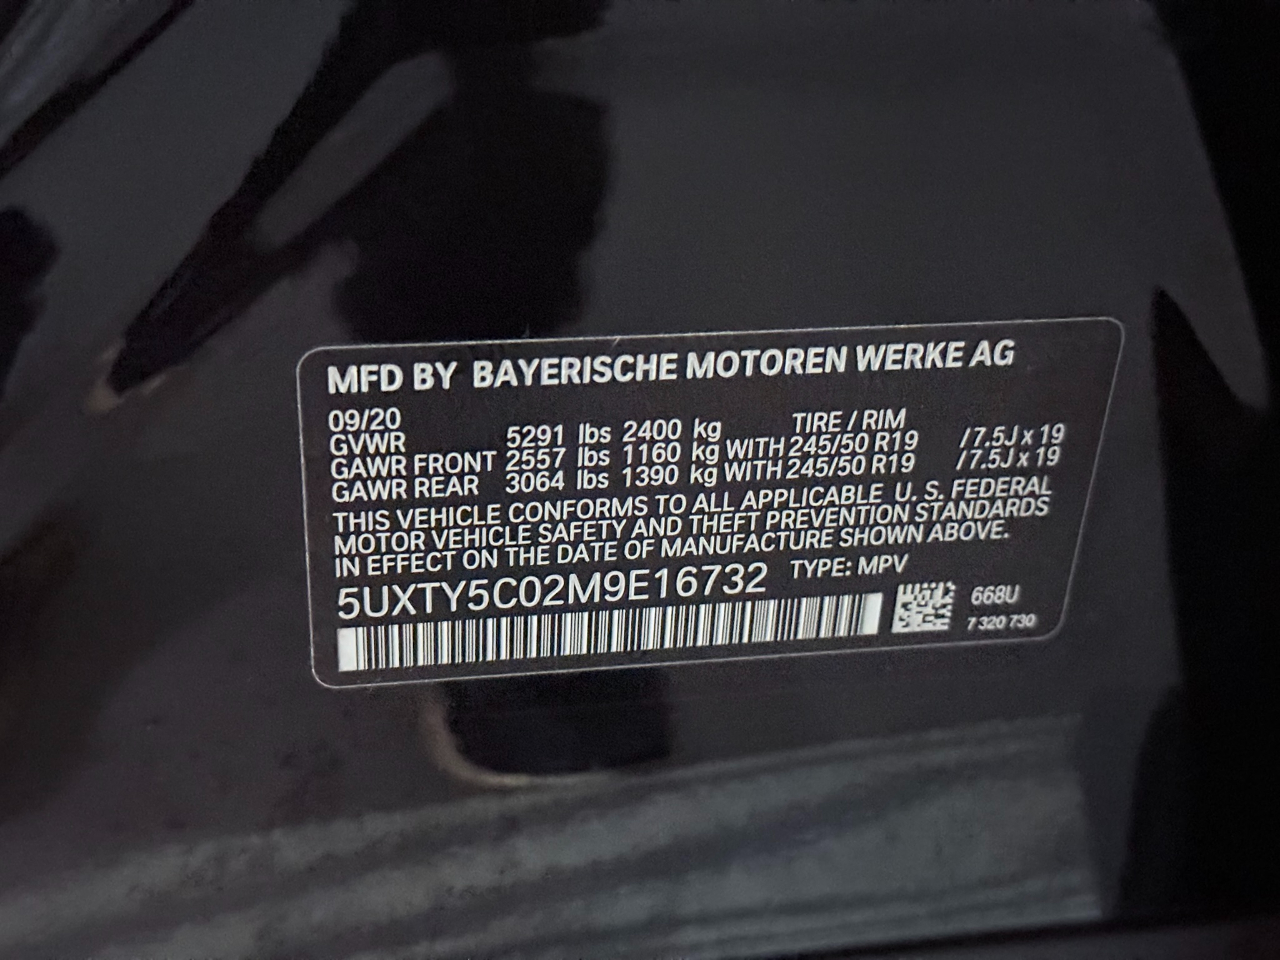 MFD BY BAYERISCHE MOTOREN WERKE AG
09/20 TIRE / RIM
GVWR 5291 lbs 2400 kg
GAWR FRONT 2557 lbs 1160 kg WITH 245/50 R19 / 7.5J x 19
GAWR REAR 3064 lbs 1390 kg WITH 245/50 R19 / 7.5J x 19
THIS VEHICLE CONFORMS TO ALL APPLICABLE U. S. FEDERAL
MOTOR VEHICLE SAFETY AND THEFT PREVENTION STANDARDS
IN EFFECT ON THE DATE OF MANUFACTURE SHOWN ABOVE.
5UXTY5C02M9E16732 TYPE: MPV
668U
7 320 730